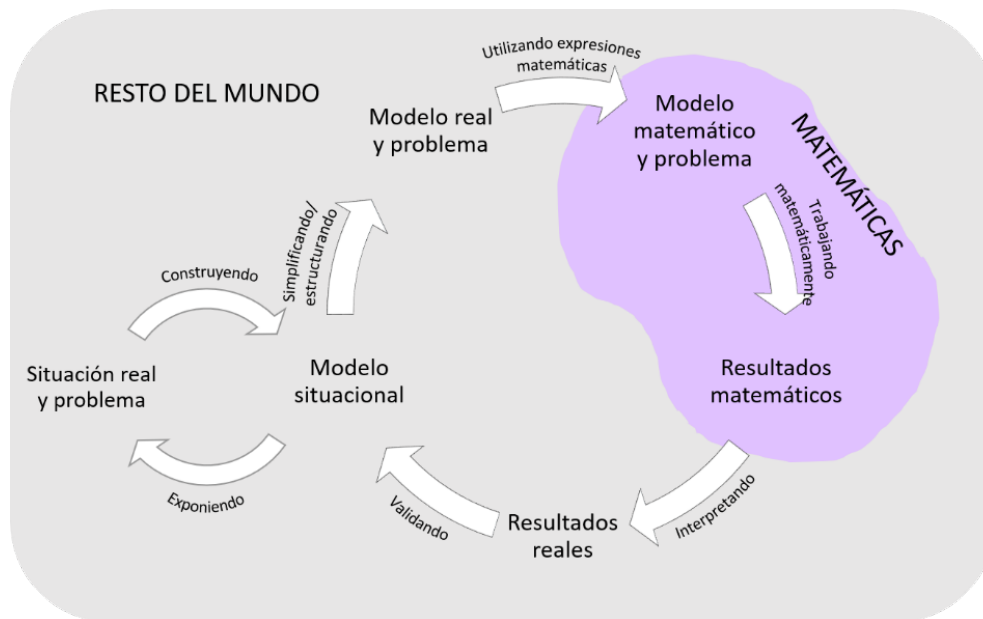 RESTO DEL MUNDO
Utilizando expresiones
matemáticas
Modelo real
y problema
Modelo
matemático
y problema
MATEMÁTICAS
Trabajando
matemáticamente
Simplificando/
estructurando
Construyendo
Situación real
y problema
Modelo
situacional
Resultados
matemáticos
Exponiendo
Validando
Resultados
reales
Interpretando